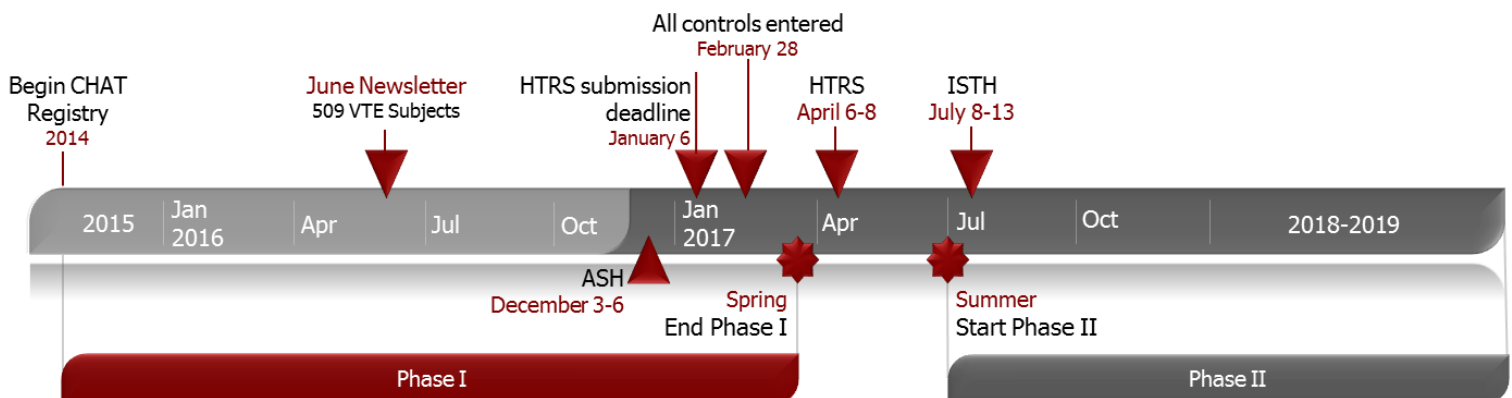 All controls entered
February 28
Begin CHAT
Registry
2014
June Newsletter
509 VTE Subjects
HTRS submission
deadline
January 6
HTRS
April 6-8
ISTH
July 8-13
2015
Jan
2016
Apr
Jul
Oct
Jan
2017
Apr
Jul
Oct
2018-2019
ASH
December 3-6
Spring
End Phase I
Summer
Start Phase II
Phase I
Phase II